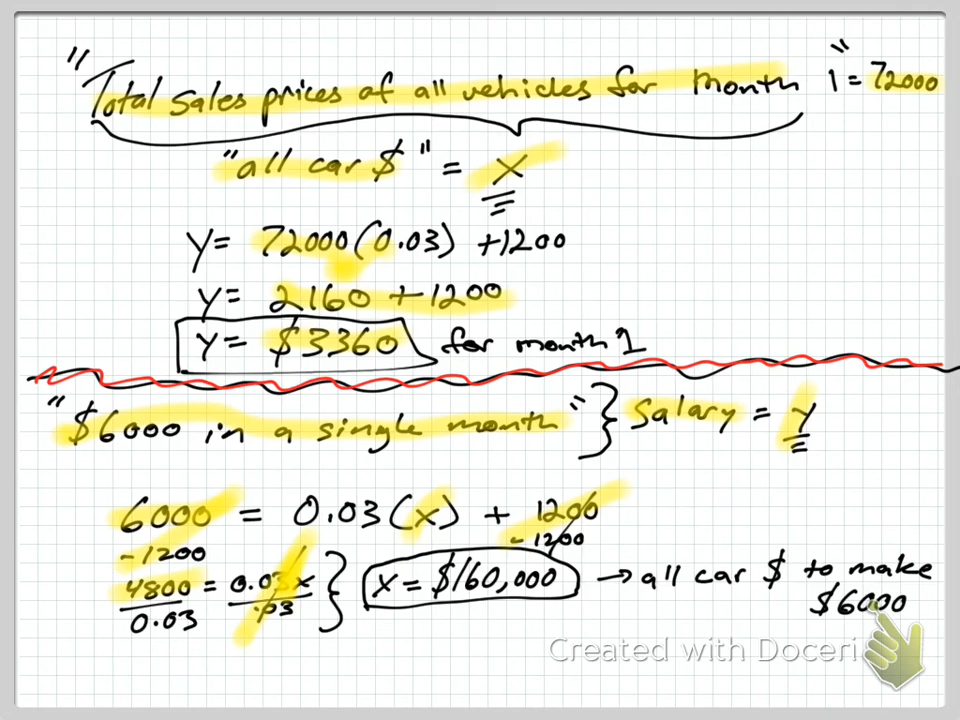 "Total sales prices of all vehicles for month 1" = 72000
"all car $" = x
y = 72000(0.03) + 1200
y = 2160 + 1200
y = $3360 for month 1
"$6000 in a single month" } Salary = y
6000 = 0.03(x) + 1200
-1200 - 1200
4800 = 0.03x } x = $160,000 → all car $ to make
0.03 .03 $6000
Created with Doceri